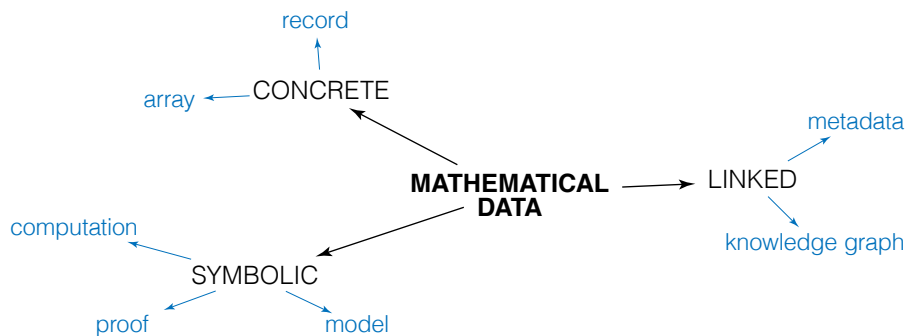 record
CONCRETE
array
metadata
MATHEMATICAL
DATA
LINKED
computation
knowledge graph
SYMBOLIC
proof
model